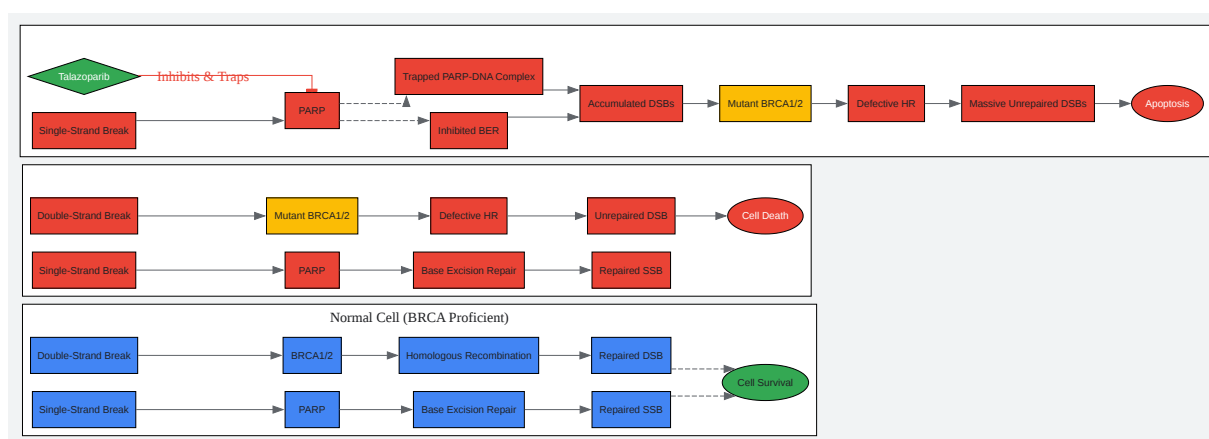 Talazoparib
Inhibits & Traps
Single-Strand Break
PARP
Trapped PARP-DNA Complex
Inhibited BER
Accumulated DSBs
Mutant BRCA1/2
Defective HR
Massive Unrepaired DSBs
Apoptosis
Double-Strand Break
Mutant BRCA1/2
Defective HR
Unrepaired DSB
Cell Death
Single-Strand Break
PARP
Base Excision Repair
Repaired SSB
Normal Cell (BRCA Proficient)
Double-Strand Break
BRCA1/2
Homologous Recombination
Repaired DSB
Cell Survival
Single-Strand Break
PARP
Base Excision Repair
Repaired SSB